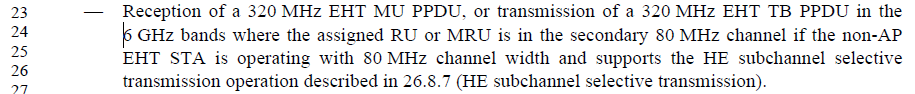 23 — Reception of a 320 MHz EHT MU PPDU, or transmission of a 320 MHz EHT TB PPDU in the
24 6 GHz bands where the assigned RU or MRU is in the secondary 80 MHz channel if the non-AP
25 EHT STA is operating with 80 MHz channel width and supports the HE subchannel selective
26 transmission operation described in 26.8.7 (HE subchannel selective transmission).
27